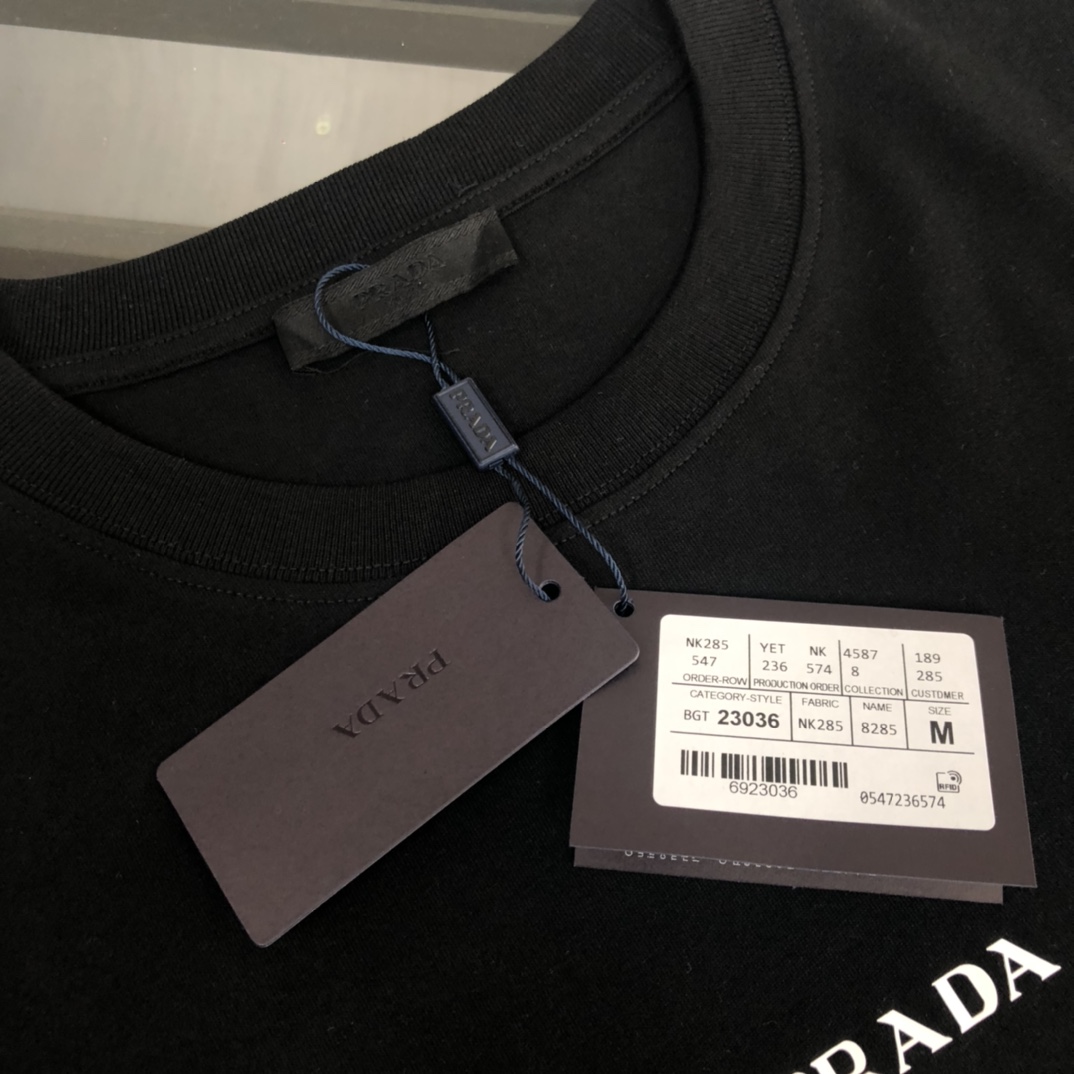 PRADA
PRADA
PRADA
NK285 YET NK 4587 189
547 236 574 8 285
ORDER-ROW PRODUCTION ORDER COLLECTION CUSTDMER
CATEGORY-STYLE FABRIC NAME SIZE
BGT 23036 NK285 8285 M
6923036
0547236574
RFID
PRADA